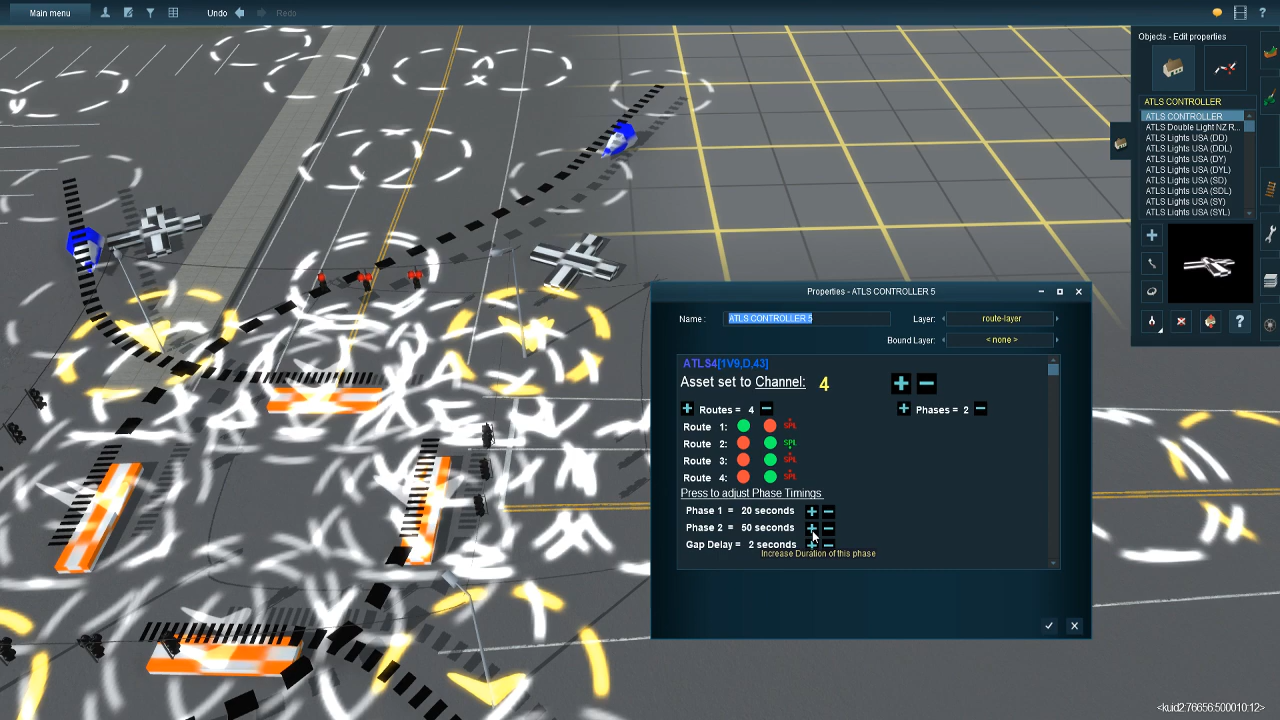 Main menu
Undo
Redo
?
Objects - Edit properties
ATLS CONTROLLER
ATLS CONTROLLER
ATLS Double Light NZ R...
ATLS Lights USA (DD)
ATLS Lights USA (DDL)
ATLS Lights USA (DY)
ATLS Lights USA (DYL)
ATLS Lights USA (SD)
ATLS Lights USA (SDL)
ATLS Lights USA (SY)
ATLS Lights USA (SYL)
?
Properties - ATLS CONTROLLER 5
Name : ATLS CONTROLLER 5 Layer: route-layer
Bound Layer: < none >
ATLS4[1V9,D,43]
Asset set to Channel: 4
Routes = 4 Phases = 2
Route 1: SPL
Route 2: SPL
Route 3: SPL
Route 4: SPL
Press to adjust Phase Timings
Phase 1 = 20 seconds
Phase 2 = 50 seconds
Gap Delay = 2 seconds
Increase Duration of this phase
<kuid2:76656:500010:12>